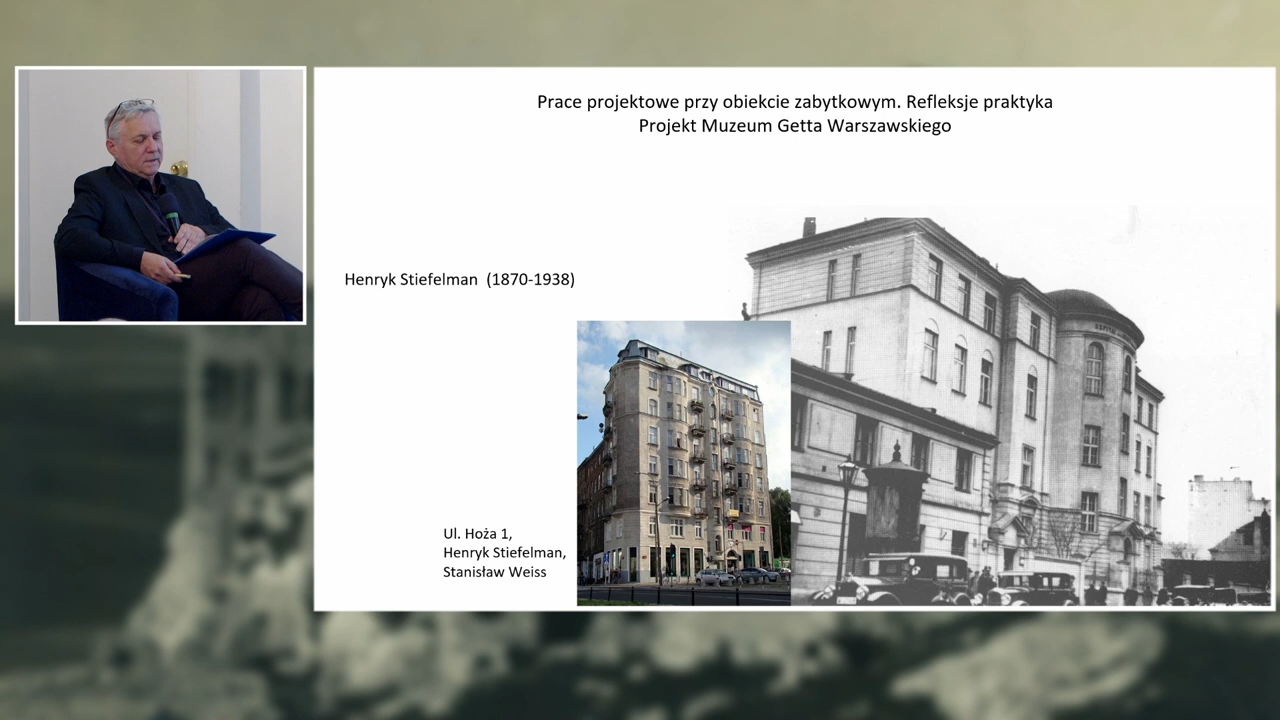 Prace projektowe przy obiekcie zabytkowym. Refleksje praktyka
Projekt Muzeum Getta Warszawskiego
Henryk Stiefelman (1870-1938)
Ul. Hoża 1,
Henryk Stiefelman,
Stanisław Weiss